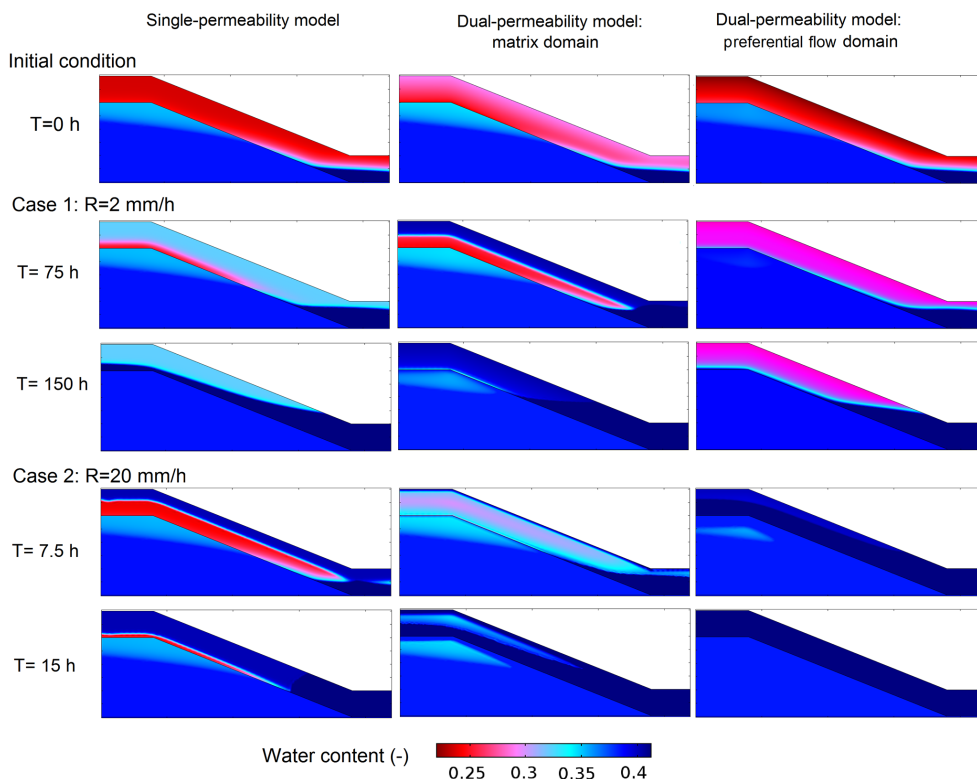 Single-permeability model
Dual-permeability model:
matrix domain
Dual-permeability model:
preferential flow domain
Initial condition
T=0 h
Case 1: R=2 mm/h
T= 75 h
T= 150 h
Case 2: R=20 mm/h
T= 7.5 h
T= 15 h
Water content (-)
0.25 0.3 0.35 0.4